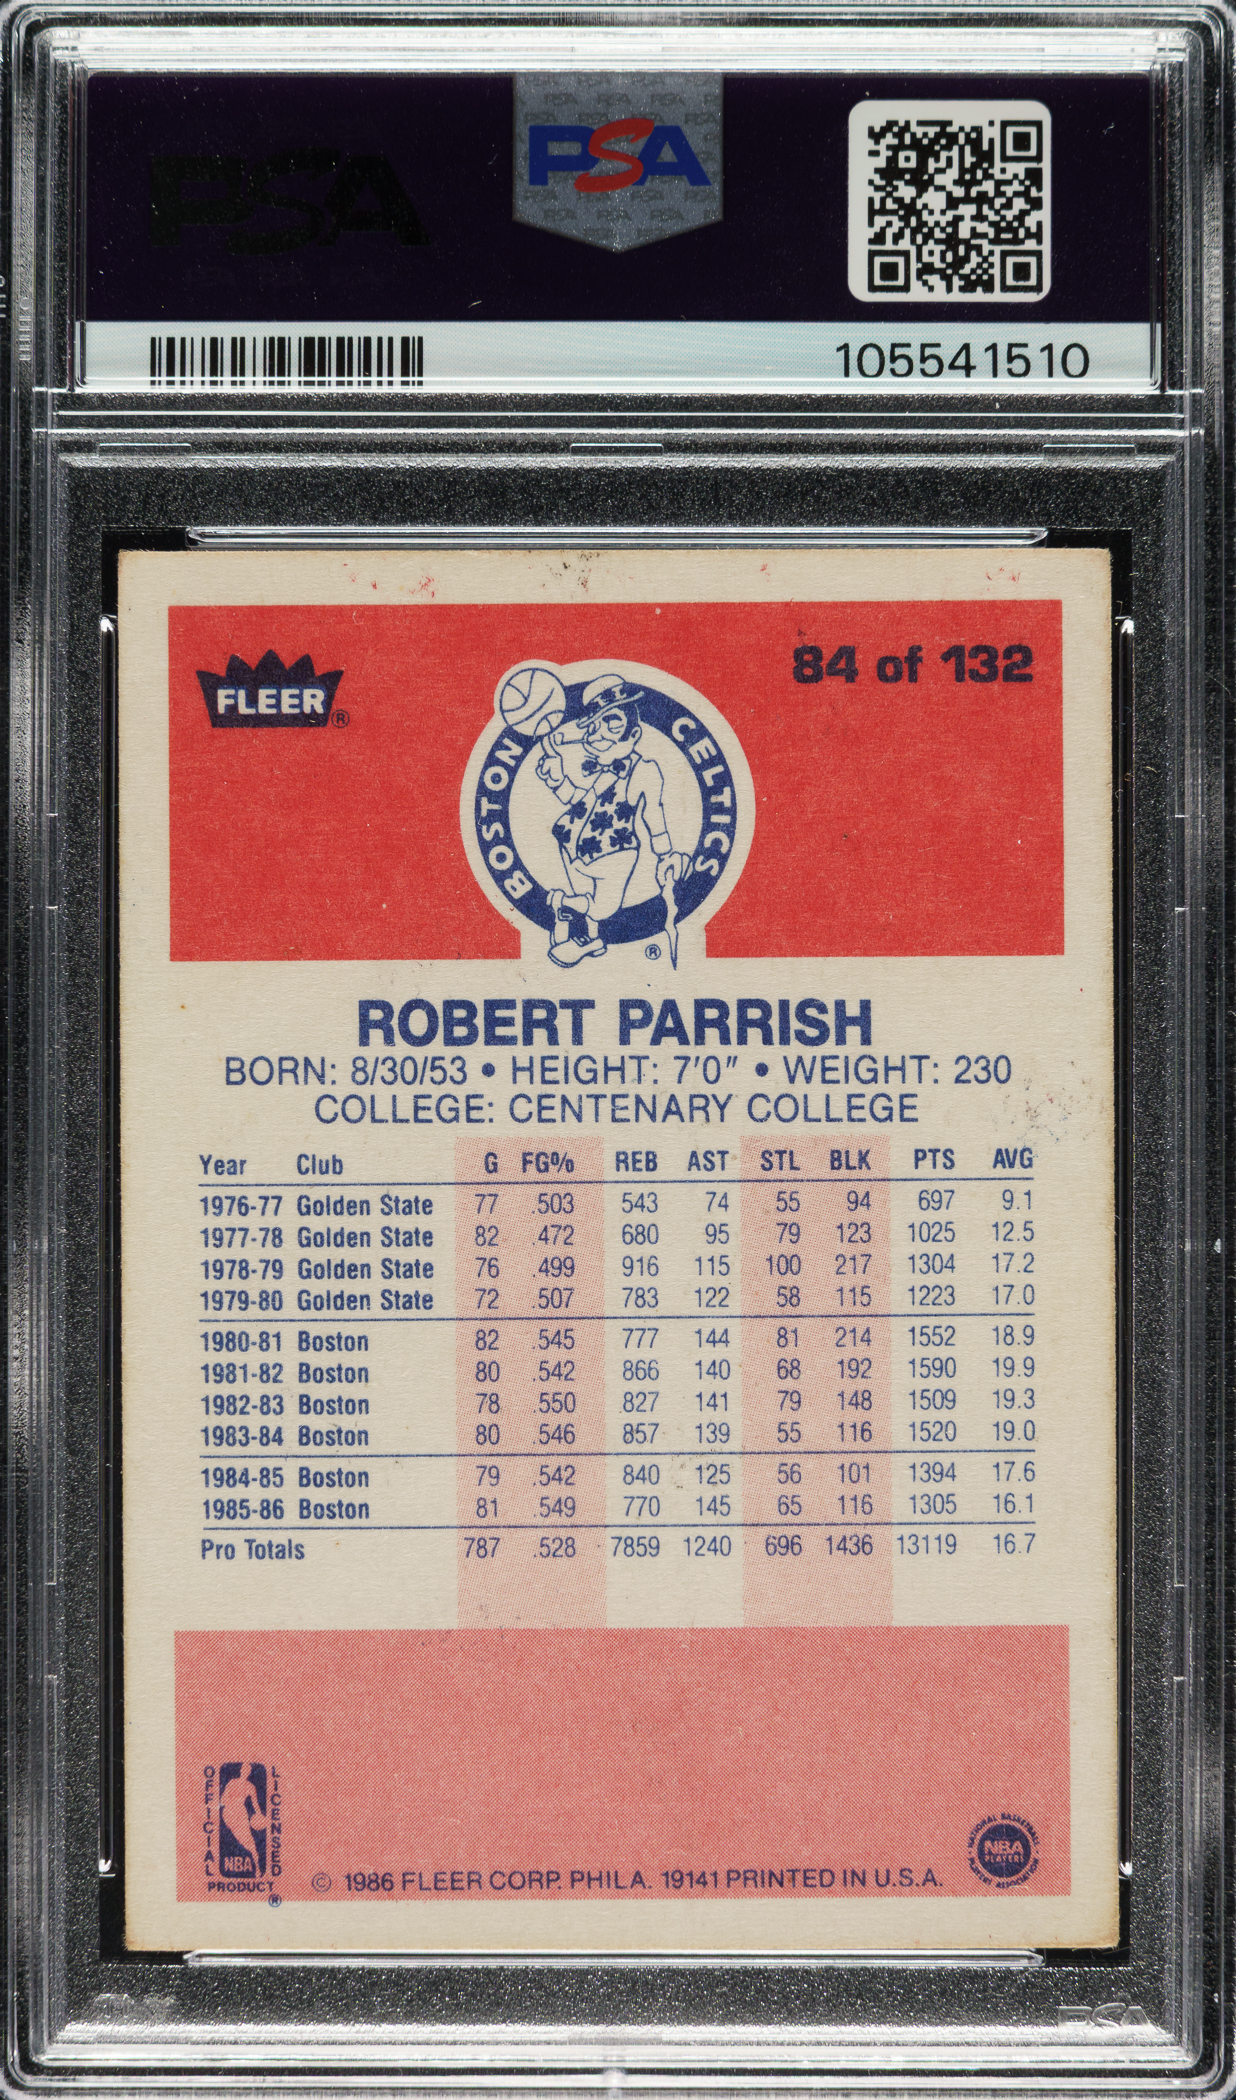 PSA
PSA
105541510
84 of 132
FLEER®
BOSTON CELTICS
®
ROBERT PARRISH
BORN: 8/30/53 • HEIGHT: 7'0" • WEIGHT: 230
COLLEGE: CENTENARY COLLEGE
Year Club G FG% REB AST STL BLK PTS AVG
1976-77 Golden State 77 .503 543 74 55 94 697 9.1
1977-78 Golden State 82 .472 680 95 79 123 1025 12.5
1978-79 Golden State 76 .499 916 115 100 217 1304 17.2
1979-80 Golden State 72 .507 783 122 58 115 1223 17.0
1980-81 Boston 82 .545 777 144 81 214 1552 18.9
1981-82 Boston 80 .542 866 140 68 192 1590 19.9
1982-83 Boston 78 .550 827 141 79 148 1509 19.3
1983-84 Boston 80 .546 857 139 55 116 1520 19.0
1984-85 Boston 79 .542 840 125 56 101 1394 17.6
1985-86 Boston 81 .549 770 145 65 116 1305 16.1
Pro Totals 787 .528 7859 1240 696 1436 13119 16.7
OFFICIAL LICENSED
NBA
PRODUCT
®
© 1986 FLEER CORP. PHILA. 19141 PRINTED IN U.S.A.
NATIONAL BASKETBALL
NBA
PLAYERS
PLAYERS ASSOCIATION
PSA